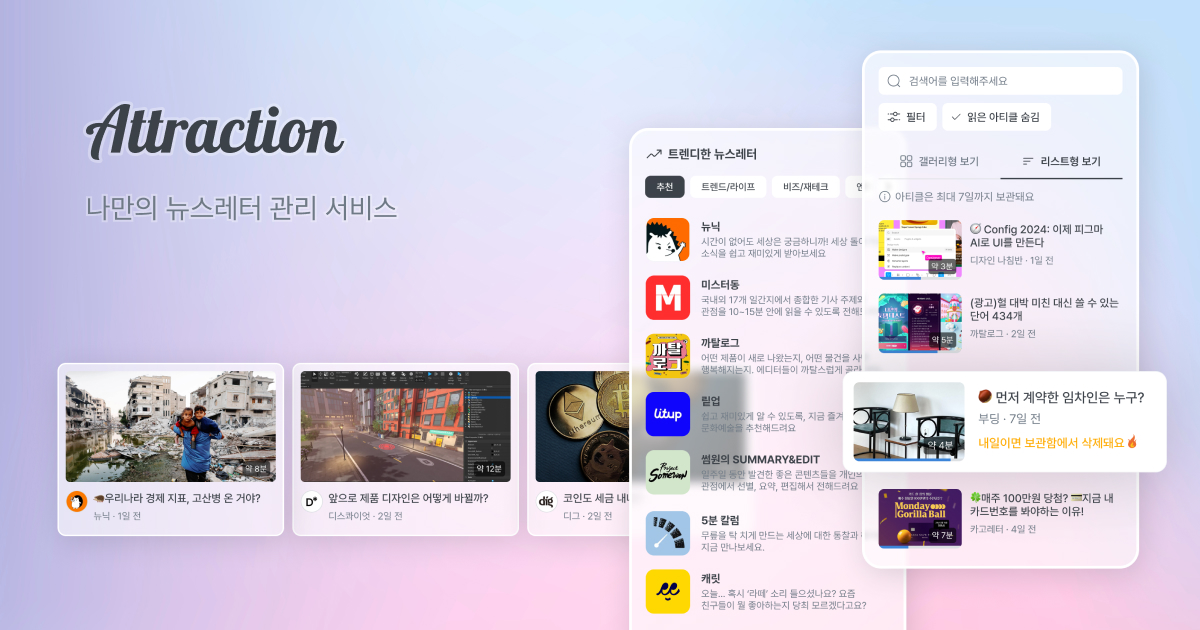 Attraction
나만의 뉴스레터 관리 서비스
약 8분
우리나라 경제 지표, 고산병 온 거야?
뉴닉 · 1일 전
약 12분
D*
앞으로 제품 디자인은 어떻게 바뀔까?
디스콰이엇 · 2일 전
dig
코인도 세금
디그 · 2일 전
트렌디한 뉴스레터
추천
트렌드/라이프
비즈/재테크
뉴닉
시간이 없어도 세상은 궁금하니까! 세상
소식을 쉽고 재미있게 받아보세요
M
미스터동
국내외 17개 일간지에서 종합한 기사 주제와
관점을 10~15분 안에 읽을 수 있도록
까탈
로그
까탈로그
어떤 제품이 새로 나왔는지, 어떤 물건을
행복해지는지. 에디터들이 까탈스럽게
litup
릳업
쉽고 재미있게 알 수 있도록, 지금
문화예술을 추천해드려요
Project
Somewon
썸원의 SUMMARY&EDIT
일주일 동안 발견한 좋은 콘텐츠들을
관점에서 선별, 요약, 편집해서 전해드려요
5분 칼럼
무릎을 탁 치게 만드는 세상에 대한 통찰과
지금 만나보세요.
캐릿
오늘... 혹시 ‘라떼’ 소리 들으셨나요? 요즘
친구들이 뭘 좋아하는지 당최 모르겠다고요?
검색어를 입력해주세요
필터
읽은 아티클 숨김
갤러리형 보기
리스트형 보기
아티클은 최대 7일까지 보관돼요
약 3분
🧭 Config 2024: 이제 피그마
AI로 UI를 만든다
디자인 나침반 · 1일 전
약 5분
(광고)헐 대박 미친 대신 쓸 수 있는
단어 434개
까탈로그 · 2일 전
약 4분
먼저 계약한 임차인은 누구?
부딩 · 7일 전
내일이면 보관함에서 삭제돼요🔥
Monday
Gorilla Ball
약 7분
🍀매주 100만원 당첨? 💳지금 내
카드번호를 봐야하는 이유!
카고레터 · 4일 전